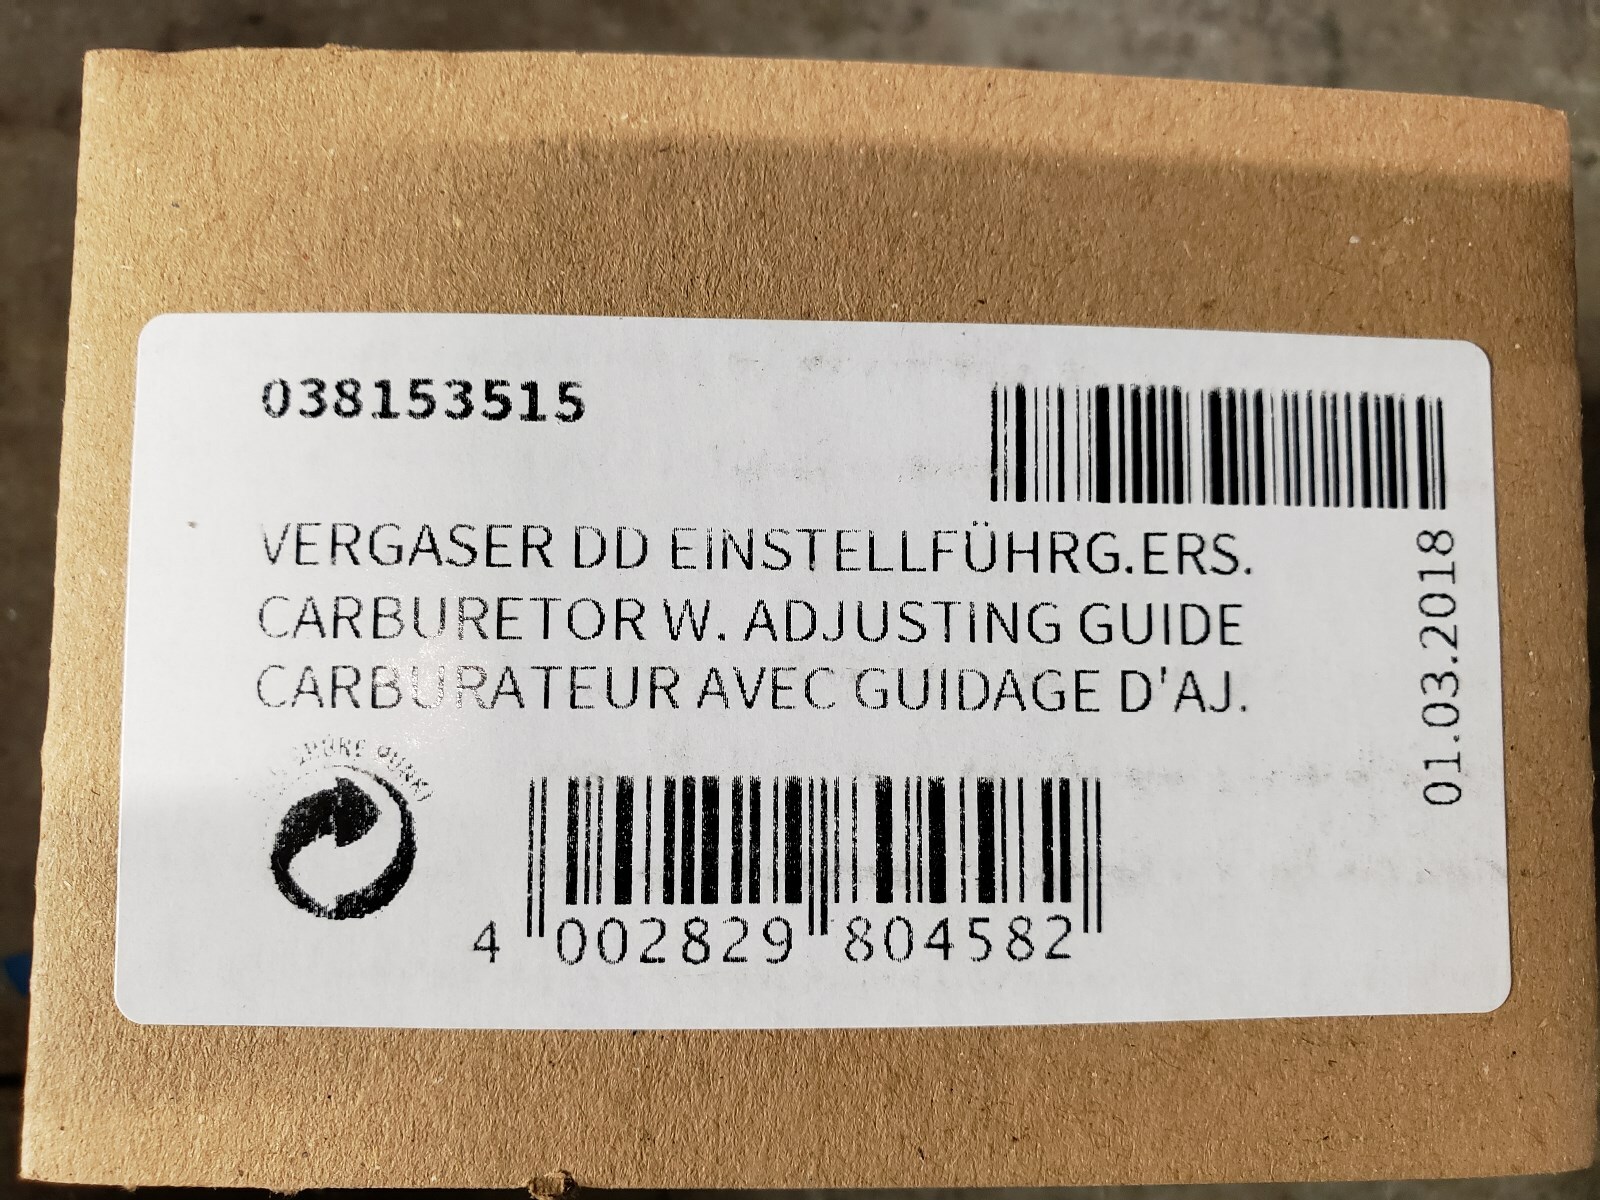 038153515
VERGASER DD EINSTELLFÜHRG.ERS.
CARBURETOR W. ADJUSTING GUIDE
CARBURATEUR AVEC GUIDAGE D'AJ.
01.03.2018
4 002829 804582